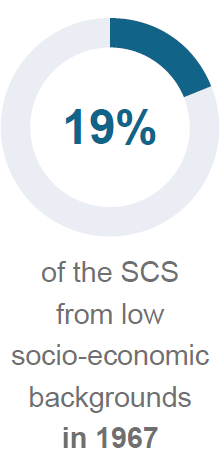 19%
of the SCS
from low
socio-economic
backgrounds
in 1967